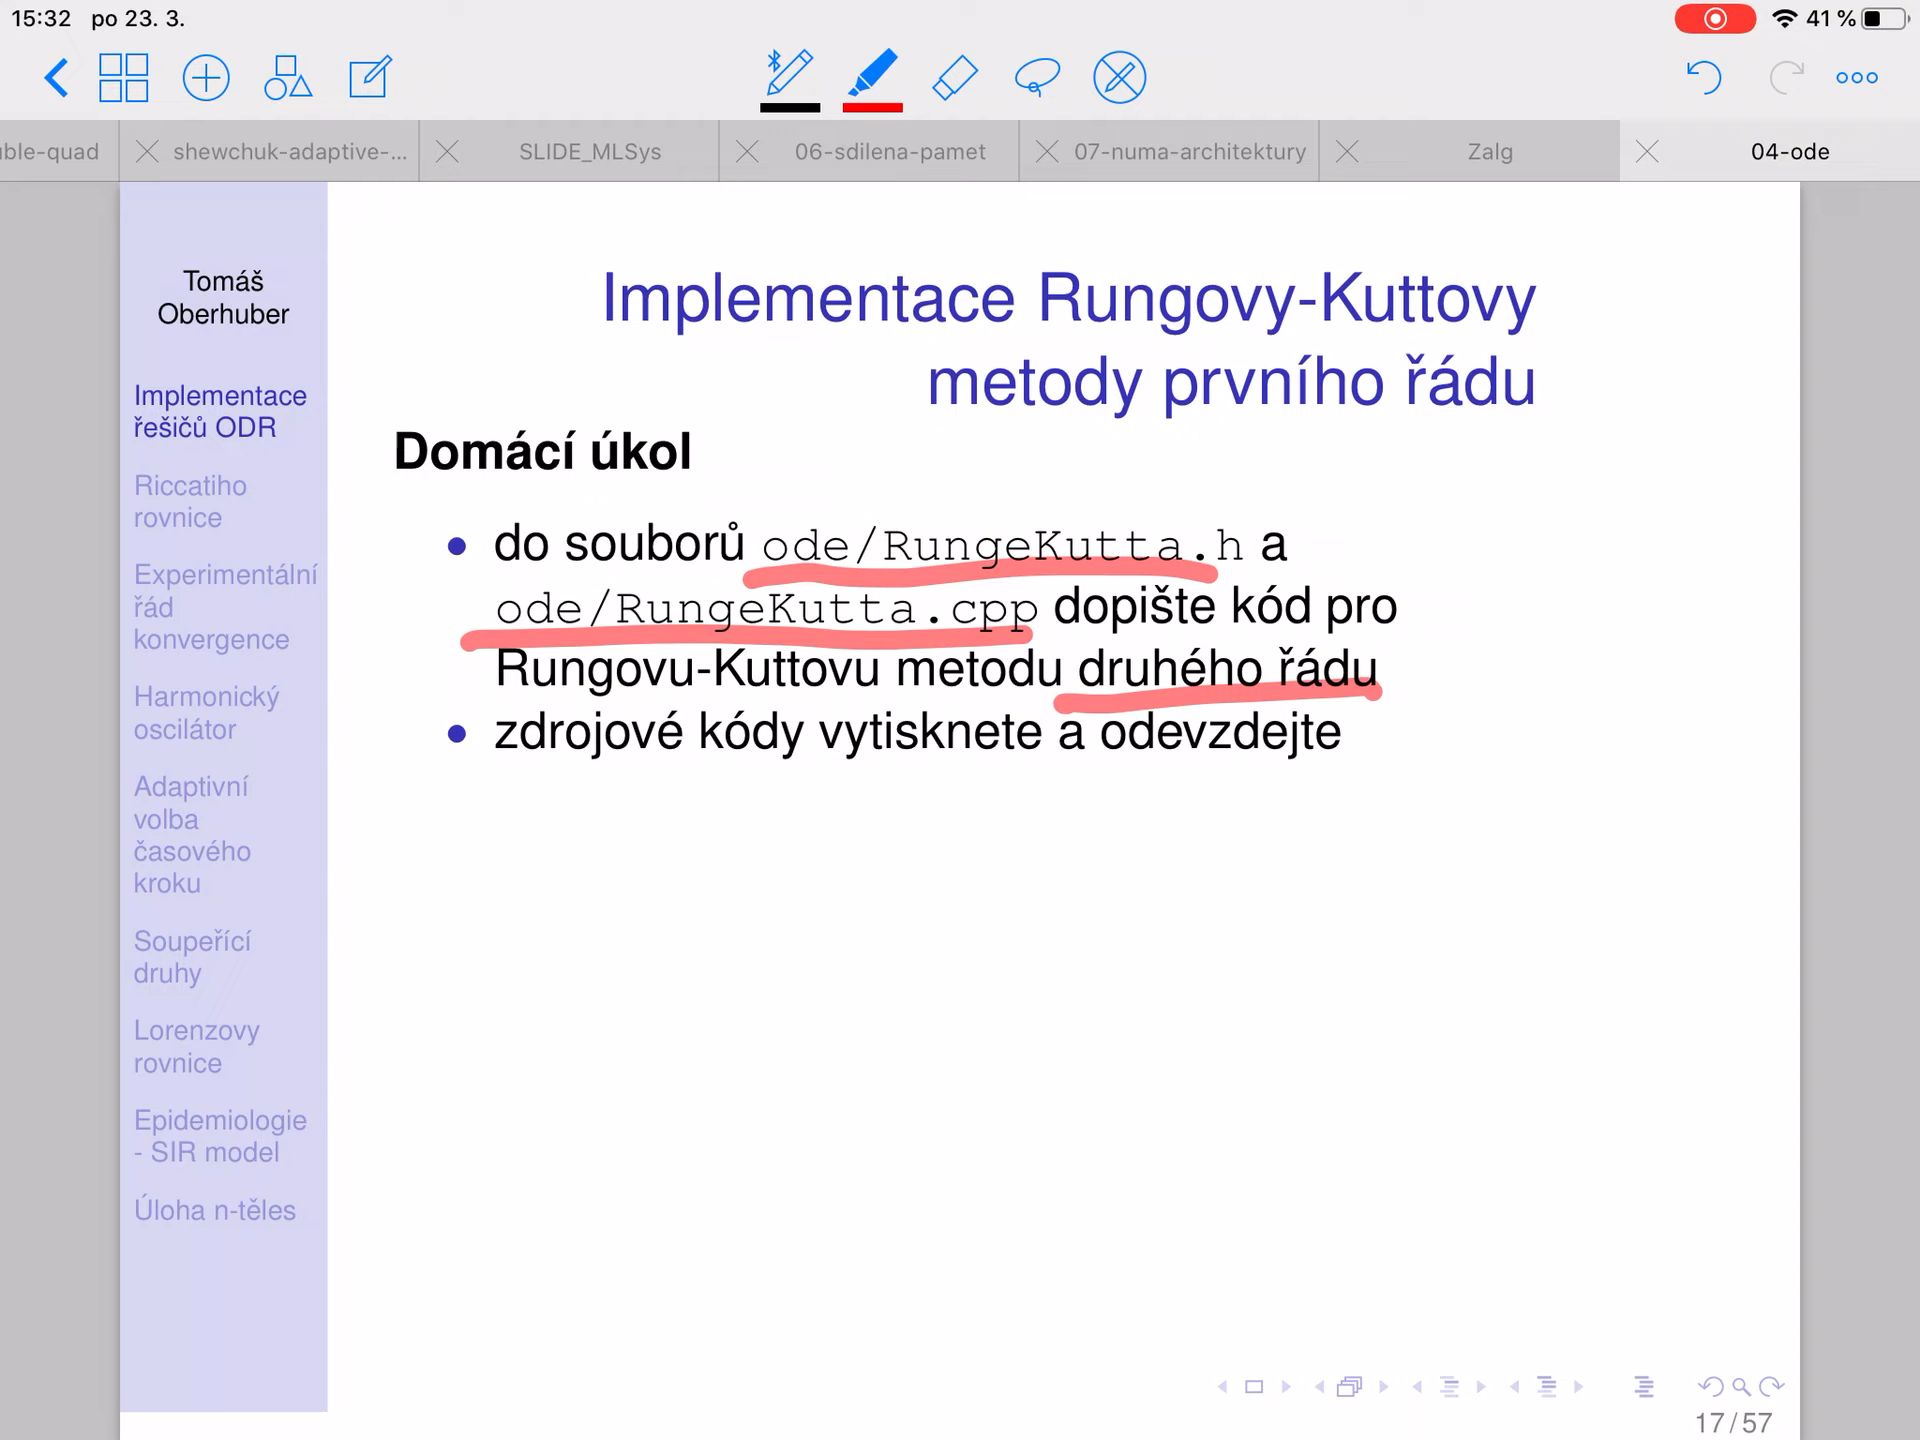 15:32 po 23. 3.
41 %
ble-quad
shewchuk-adaptive-...
SLIDE_MLSys
06-sdilena-pamet
07-numa-architektury
Zalg
04-ode
Tomáš
Oberhuber
Implementace
řešičů ODR
Riccatiho
rovnice
Experimentální
řád
konvergence
Harmonický
oscilátor
Adaptivní
volba
časového
kroku
Soupeřící
druhy
Lorenzovy
rovnice
Epidemiologie
- SIR model
Úloha n-těles
Implementace Rungovy-Kuttovy
metody prvního řádu
Domácí úkol
• do souborů ode/RungeKutta.h a
ode/RungeKutta.cpp dopište kód pro
Rungovu-Kuttovu metodu druhého řádu
• zdrojové kódy vytisknete a odevzdejte
17/57